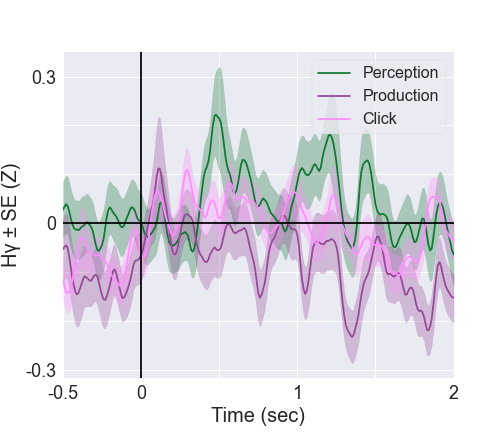 Perception
Production
Click
0.3
0
-0.3
Hγ ± SE (Z)
-0.5 0 1 2
Time (sec)